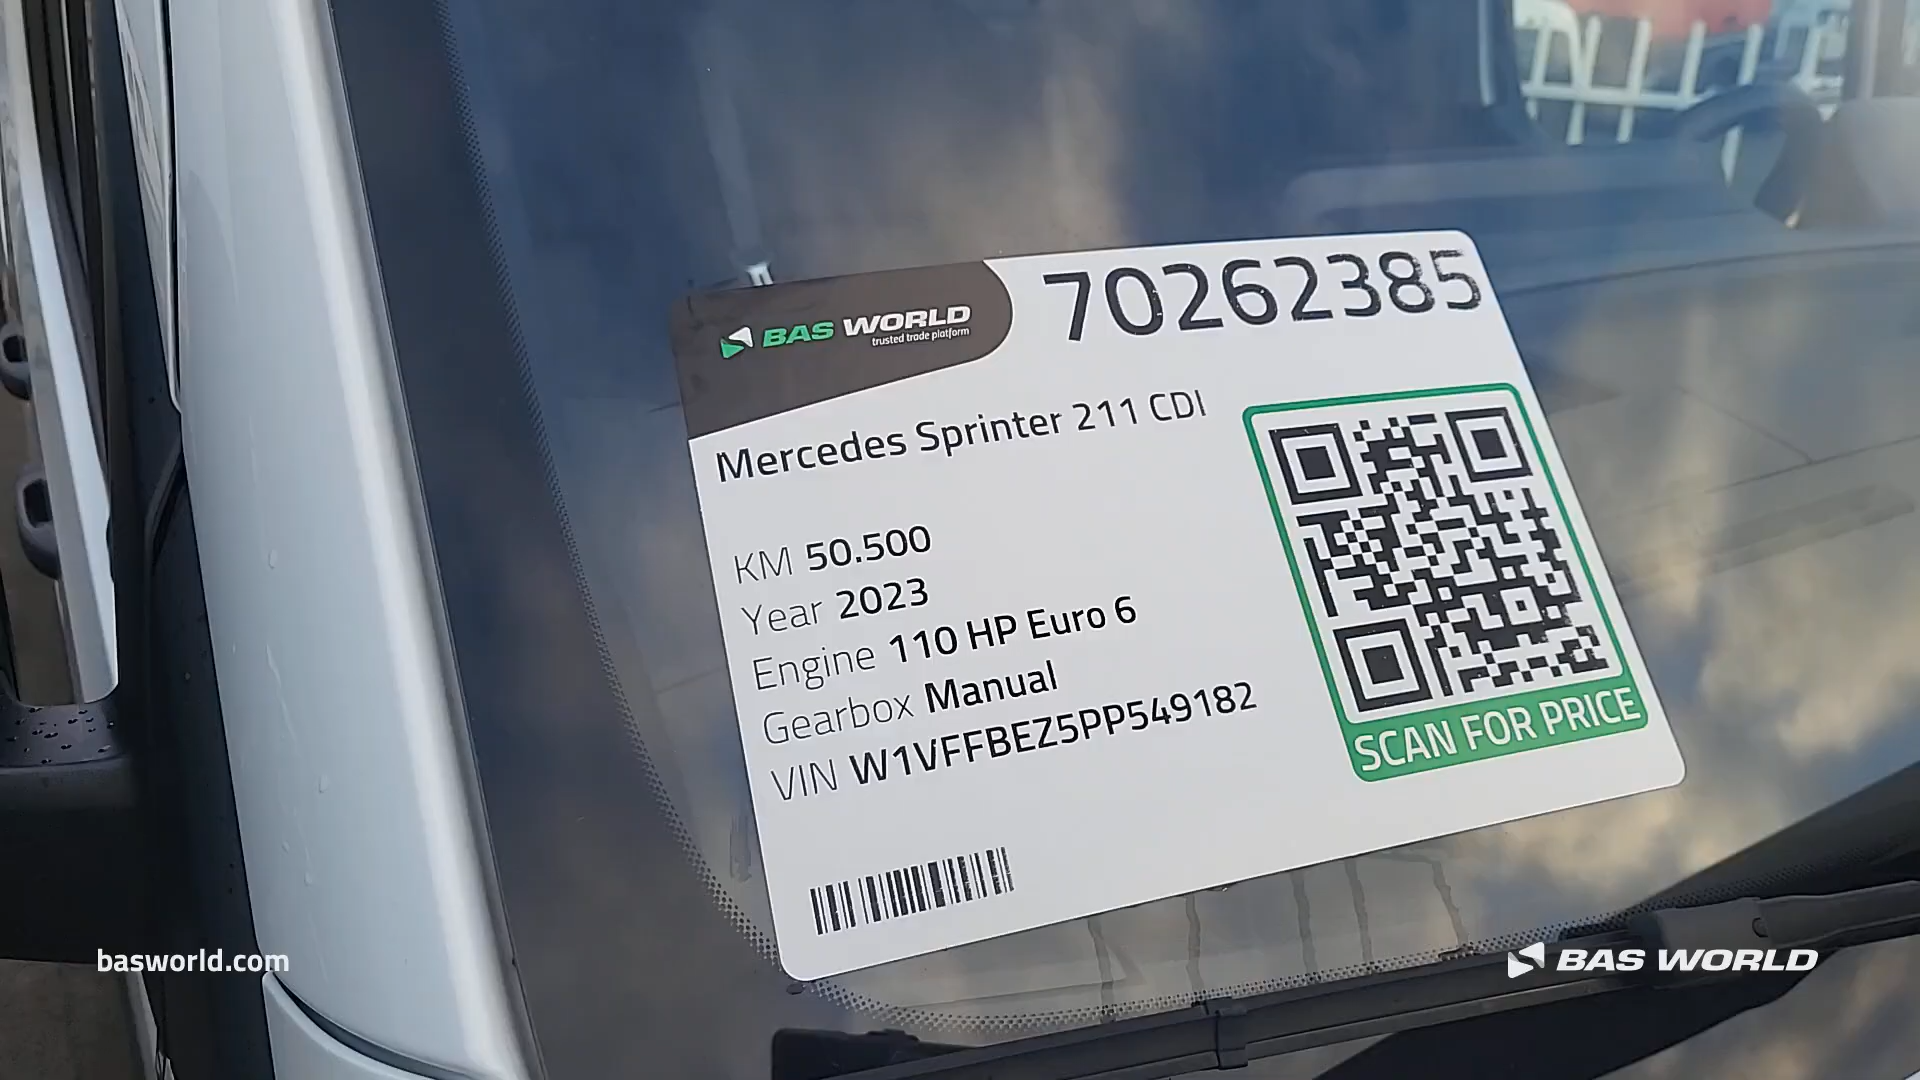 BAS WORLD
trusted trade platform
70262385
Mercedes Sprinter 211 CDI
KM 50.500
Year 2023
Engine 110 HP Euro 6
Gearbox Manual
VIN W1VFFBEZ5PP549182
SCAN FOR PRICE
basworld.com
BAS WORLD